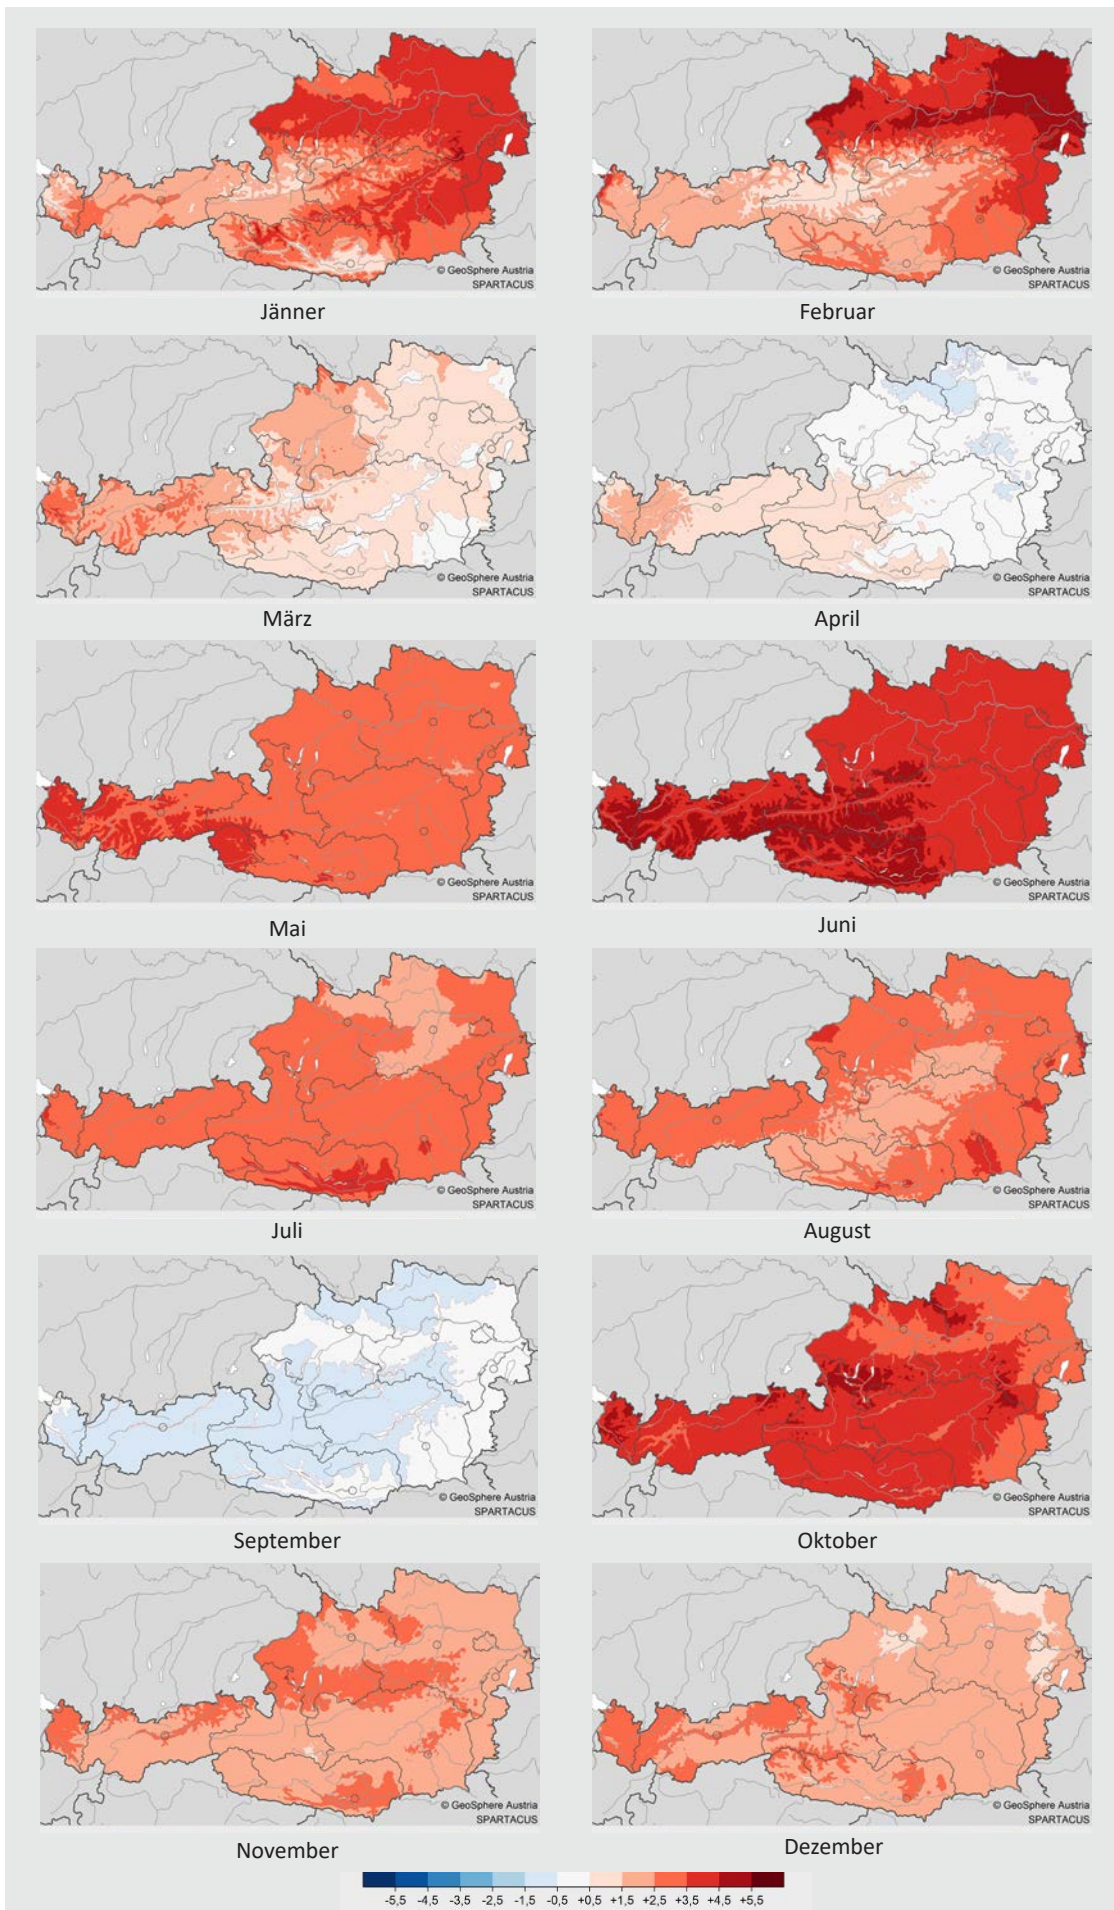 © GeoSphere Austria
SPARTACUS
Jänner
© GeoSphere Austria
SPARTACUS
Februar
© GeoSphere Austria
SPARTACUS
März
© GeoSphere Austria
SPARTACUS
April
© GeoSphere Austria
SPARTACUS
Mai
© GeoSphere Austria
SPARTACUS
Juni
© GeoSphere Austria
SPARTACUS
Juli
© GeoSphere Austria
SPARTACUS
August
© GeoSphere Austria
SPARTACUS
September
© GeoSphere Austria
SPARTACUS
Oktober
© GeoSphere Austria
SPARTACUS
November
© GeoSphere Austria
SPARTACUS
Dezember
-5,5 -4,5 -3,5 -2,5 -1,5 -0,5 +0,5 +1,5 +2,5 +3,5 +4,5 +5,5